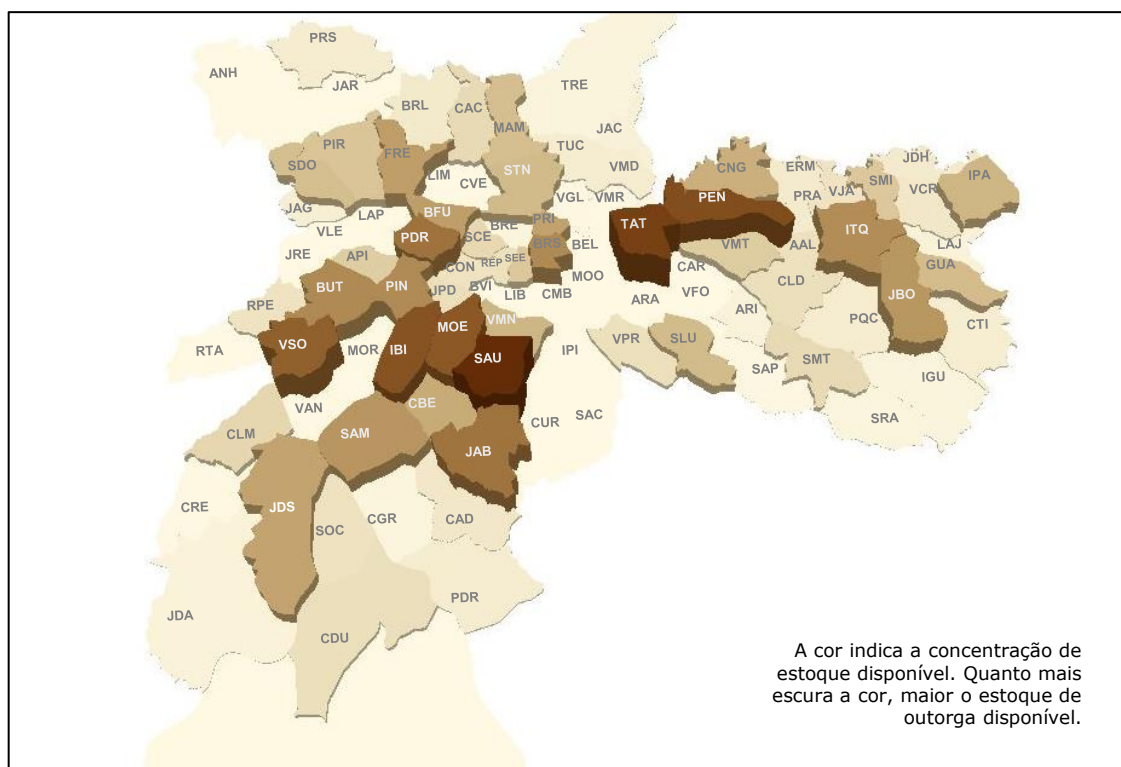 PRS
ANH
JAR
TRE
BRL
CAC
MAM
JAC
PIR
FRE
TUC
SDO
LIM
STN
VMD
CNG
ERM
JDH
CVE
SMI
IPA
JAG
LAP
BFU
VGL
VMR
PEN
PRA
VJA
VCR
VLE
PRI
TAT
BRE
PDR
SCE
BRS
BEL
VMT
AAL
ITQ
LAJ
JRE
API
CON
REP
SEE
MOO
CAR
GUA
BUT
PIN
JPD
BVI
LIB
CMB
ARA
VFO
CLD
JBO
RPE
ARI
PQC
CTI
MOE
VMN
VSO
MOR
IBI
SAU
IPI
VPR
SLU
RTA
SAP
SMT
IGU
VAN
CBE
CUR
SAC
SRA
CLM
SAM
JAB
CRE
JDS
SOC
CGR
CAD
JDA
PDR
CDU
A cor indica a concentração de
estoque disponível. Quanto mais
escura a cor, maior o estoque de
outorga disponível.